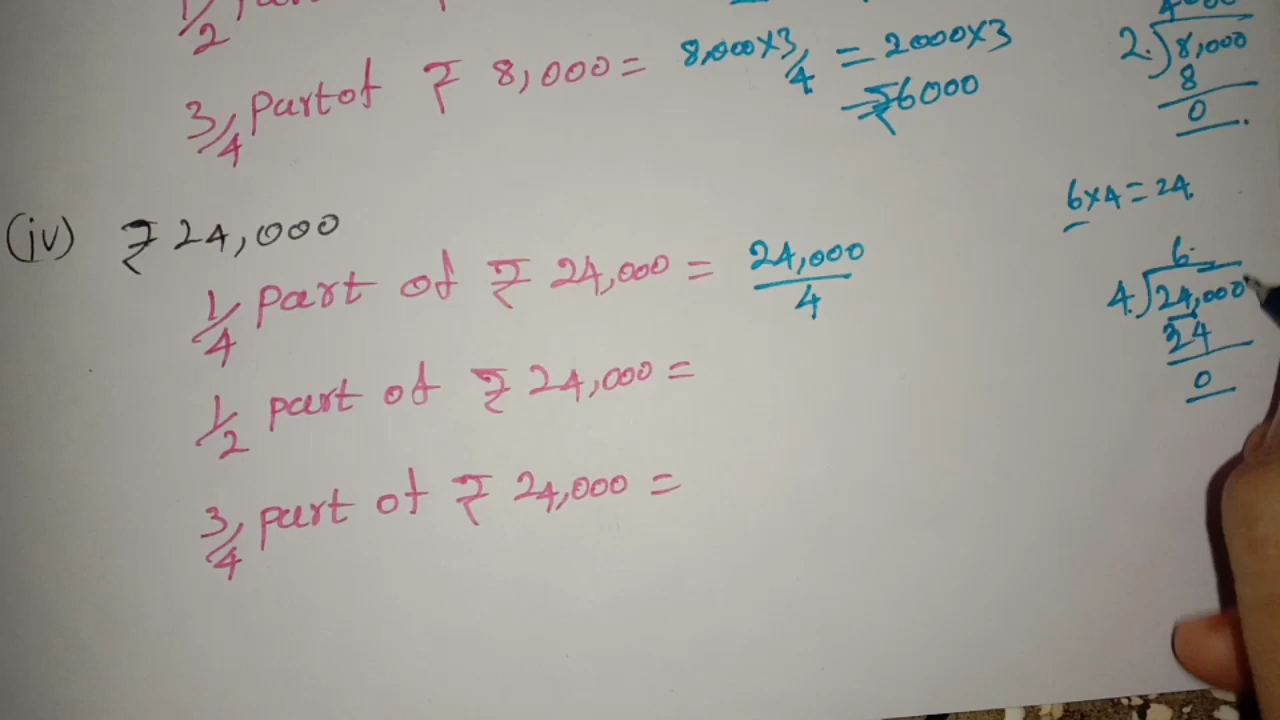 1/2
3/4 part of ₹ 8,000 = 8,000×3/4 = 2000×3
= ₹6000
2 8,000
8
0
(iv) ₹ 24,000
1/4 part of ₹ 24,000 = 24,000/4
1/2 part of ₹ 24,000 =
3/4 part of ₹ 24,000 =
6×4=24
6
4 24,000
24
0